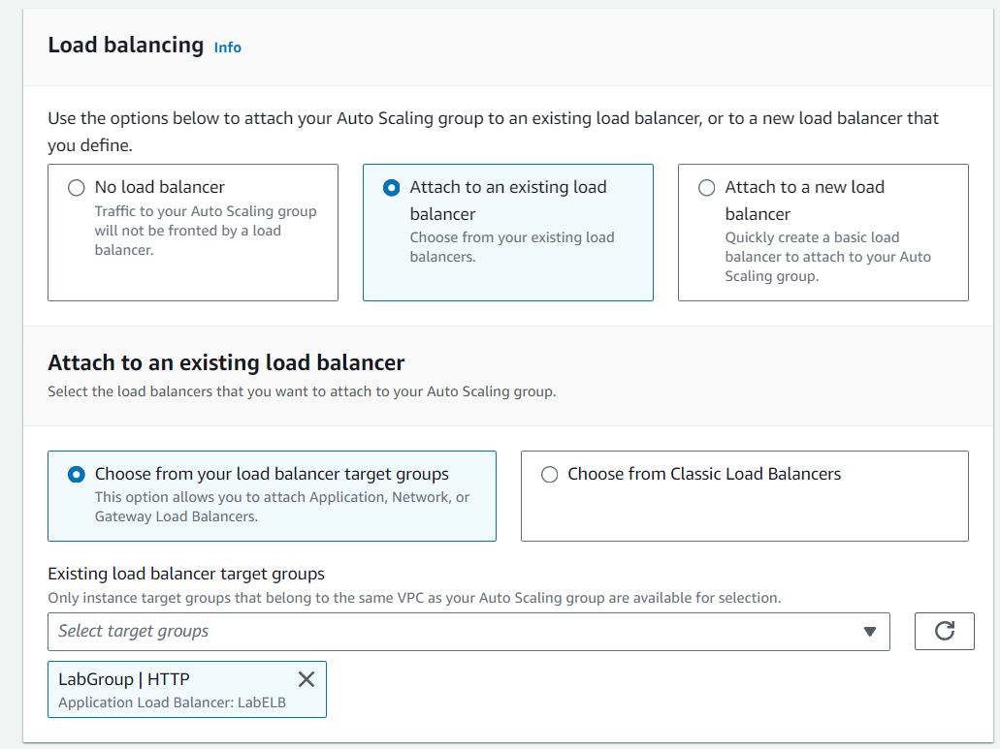 Load balancing Info
Use the options below to attach your Auto Scaling group to an existing load balancer, or to a new load balancer that
you define.
No load balancer
Traffic to your Auto Scaling group
will not be fronted by a load
balancer.
Attach to an existing load
balancer
Choose from your existing load
balancers.
Attach to a new load
balancer
Quickly create a basic load
balancer to attach to your Auto
Scaling group.
Attach to an existing load balancer
Select the load balancers that you want to attach to your Auto Scaling group.
Choose from your load balancer target groups
This option allows you to attach Application, Network, or
Gateway Load Balancers.
Choose from Classic Load Balancers
Existing load balancer target groups
Only instance target groups that belong to the same VPC as your Auto Scaling group are available for selection.
Select target groups
LabGroup | HTTP
Application Load Balancer: LabELB